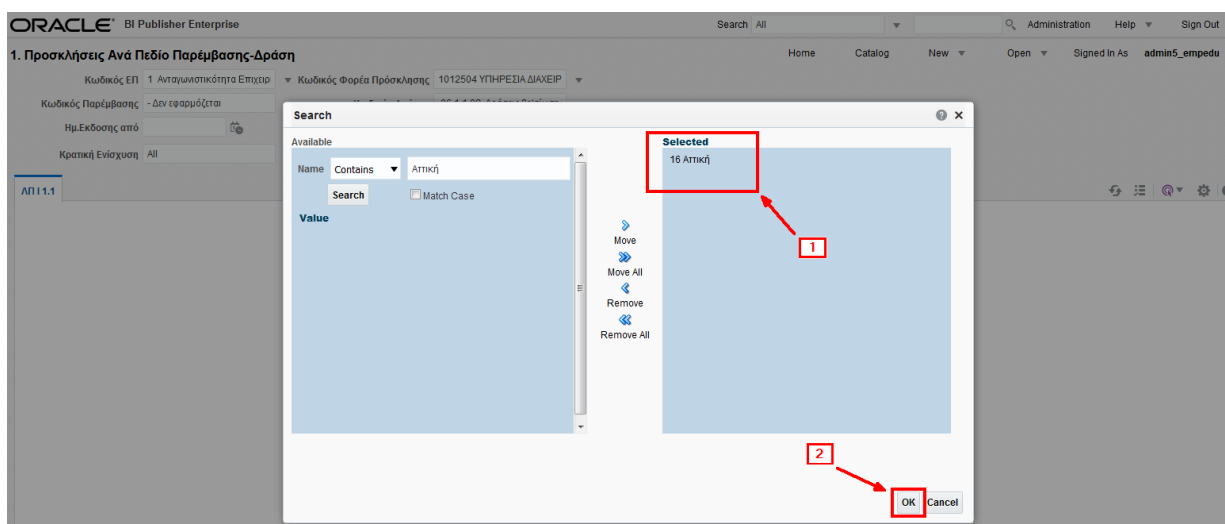 ORACLE BI Publisher Enterprise Search All Administration Help Sign Out
1. Προσκλήσεις Ανά Πεδίο Παρέμβασης-Δράση Home Catalog New Open Signed In As admin5_empedu
Κωδικός ΕΠ 1 Ανταγωνιστικότητα Επιχειρ Κωδικός Φορέα Πρόσκλησης 1012504 ΥΠΗΡΕΣΙΑ ΔΙΑΧΕΙΡ
Κωδικός Παρέμβασης - Δεν εφαρμόζεται
Search
Ημ.Εκδοσης από
Available Selected
Κρατική Ενίσχυση All
Name Contains Αττική 16 Αττική
ΛΠ Ι 1.1
Search Match Case
Value
Move
1
Move All
Remove
Remove All
2
OK Cancel